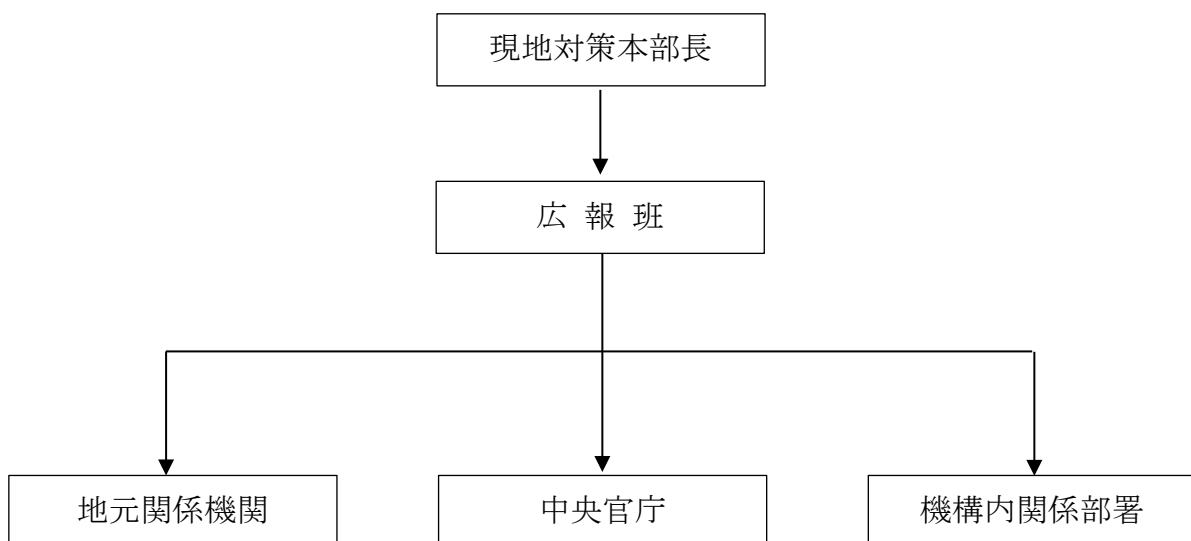 現地対策本部長
広 報 班
地元関係機関
中央官庁
機構内関係部署